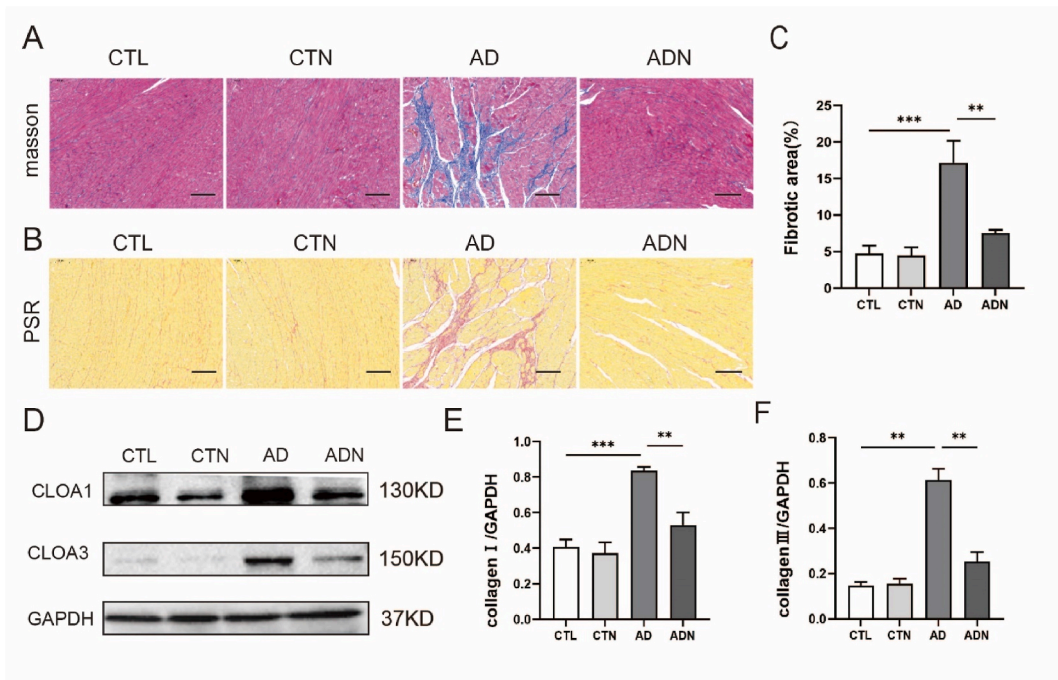 A
CTL
CTN
AD
ADN
masson
B
CTL
CTN
AD
ADN
PSR
C
Fibrotic area(%)
25
20
15
10
5
0
***
**
CTL
CTN
AD
ADN
D
CTL
CTN
AD
ADN
CLOA1
130KD
CLOA3
150KD
GAPDH
37KD
E
collagen Ⅰ/GAPDH
1.0
0.8
0.6
0.4
0.2
0.0
***
**
CTL
CTN
AD
ADN
F
collagenⅢ/GAPDH
0.8
0.6
0.4
0.2
0.0
**
**
CTL
CTN
AD
ADN